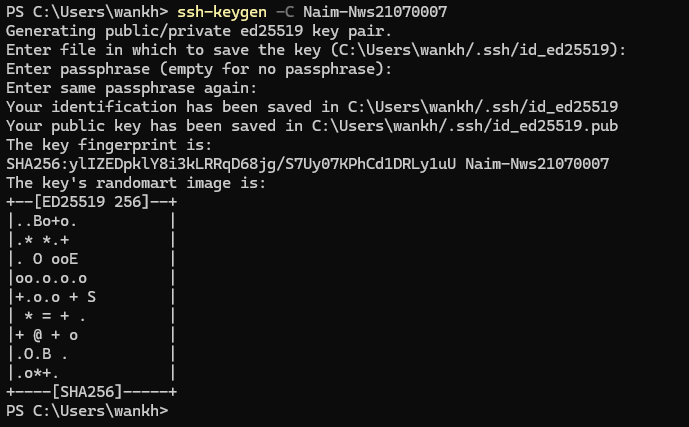 PS C:\Users\wankh> ssh-keygen -C Naim-Nws21070007
Generating public/private ed25519 key pair.
Enter file in which to save the key (C:\Users\wankh/.ssh/id_ed25519):
Enter passphrase (empty for no passphrase):
Enter same passphrase again:
Your identification has been saved in C:\Users\wankh/.ssh/id_ed25519
Your public key has been saved in C:\Users\wankh/.ssh/id_ed25519.pub
The key fingerprint is:
SHA256:ylIZEDpklY8i3kLRRqD68jg/S7Uy07KPhCd1DRLy1uU Naim-Nws21070007
The key's randomart image is:
+--[ED25519 256]--+
|..Bo+o.          |
|.* *.+           |
|. O ooE          |
|oo.o.o.o         |
|+.o.o + S        |
| * = + .         |
|+ @ + o          |
|.O.B .           |
|.o*+.            |
+----[SHA256]-----+
PS C:\Users\wankh>